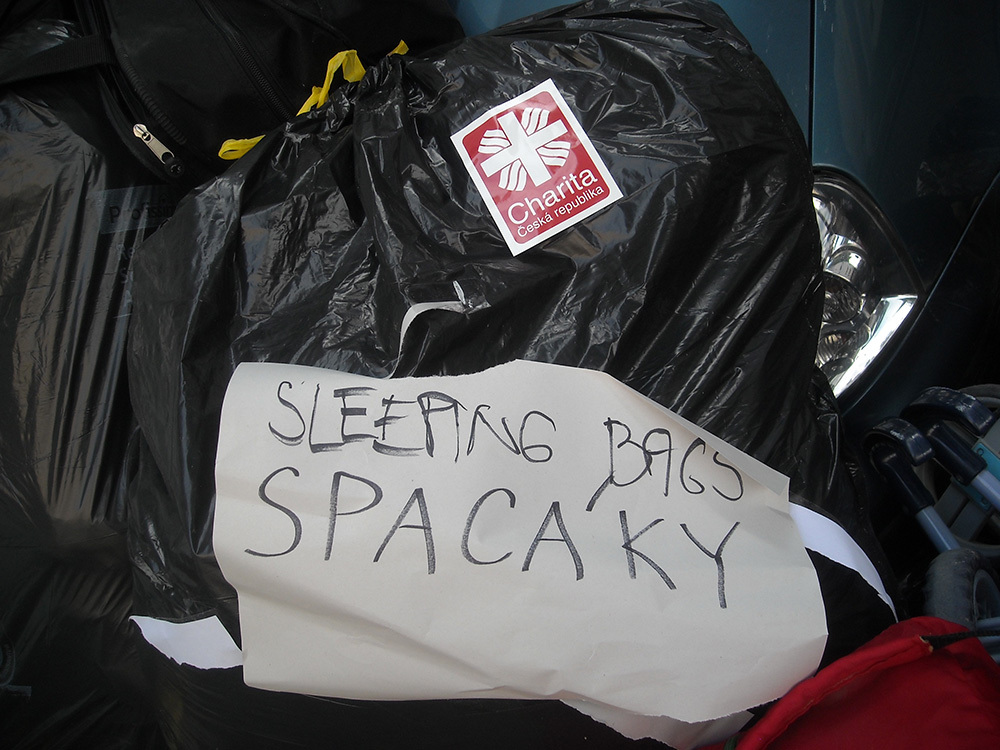 Charita
Česká republika
SLEEPING BAGS
SPACAKY